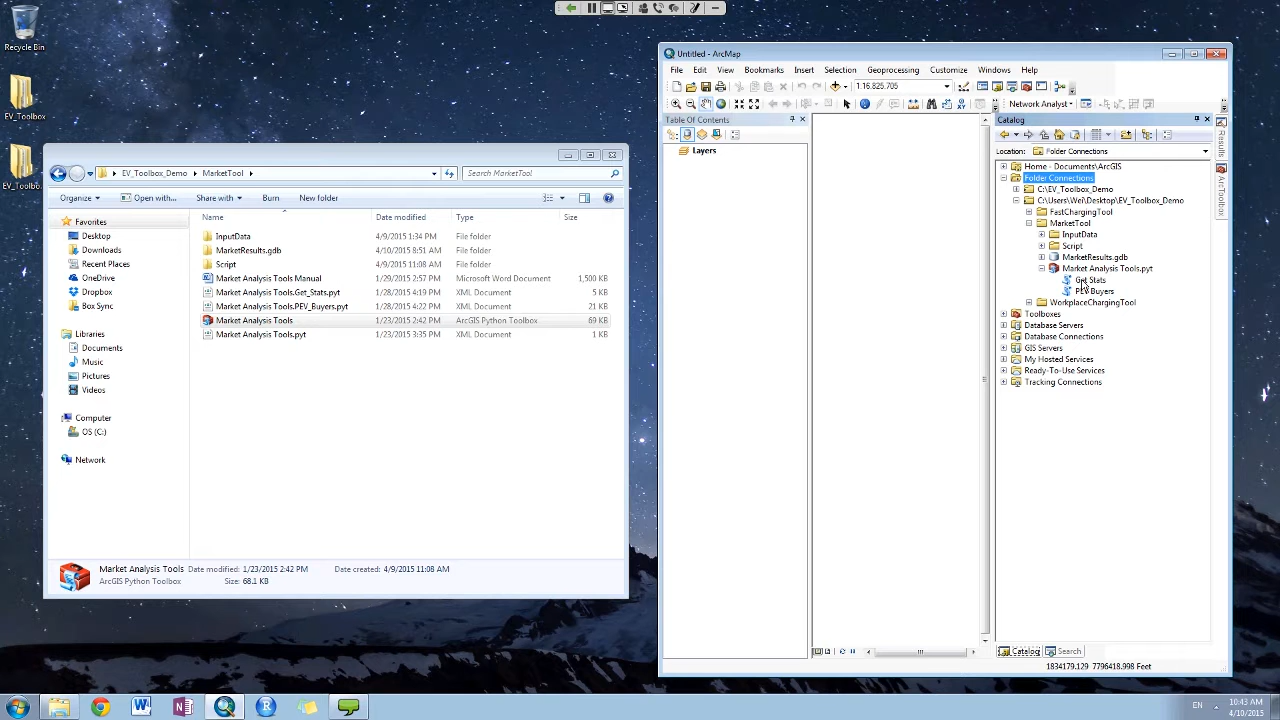 Recycle Bin
EV_Toolbox
EV_Toolbo..
EV_Toolbox_Demo
MarketTool
Search MarketTool
Organize
Open with...
Share with
Burn
New folder
Favorites
Desktop
Downloads
Recent Places
OneDrive
Dropbox
Box Sync
Libraries
Documents
Music
Pictures
Videos
Computer
OS (C:)
Network
Name Date modified Type Size
InputData 4/9/2015 1:34 PM File folder
MarketResults.gdb 4/10/2015 8:51 AM File folder
Script 4/9/2015 11:08 AM File folder
Market Analysis Tools Manual 1/29/2015 2:57 PM Microsoft Word Document 1,509 KB
Market Analysis Tools.Get_Stats.pyt 1/28/2015 4:19 PM XML Document 5 KB
Market Analysis Tools.PEV_Buyers.pyt 1/28/2015 4:22 PM XML Document 21 KB
Market Analysis Tools 1/23/2015 2:42 PM ArcGIS Python Toolbox 69 KB
Market Analysis Tools.pyt 1/23/2015 3:42 PM XML Document 1 KB
Market Analysis Tools Date modified: 1/23/2015 2:42 PM Date created: 4/9/2015 11:08 AM
ArcGIS Python Toolbox Size: 68.1 KB
Untitled - ArcMap
File Edit View Bookmarks Insert Selection Geoprocessing Customize Windows Help
1:16.825.705
Network Analyst
Table Of Contents
Layers
Catalog
Location: Folder Connections
Home - Documents\ArcGIS
Folder Connections
C:\EV_Toolbox_Demo
C:\Users\Wei\Desktop\EV_Toolbox_Demo
FastChargingTool
MarketTool
InputData
Script
MarketResults.gdb
Market Analysis Tools.pyt
Get Stats
PEV Buyers
WorkplaceChargingTool
Toolboxes
Database Servers
Database Connections
GIS Servers
My Hosted Services
Ready-To-Use Services
Tracking Connections
Results
ArcToolbox
Catalog
Search
1834179.129 7796418.998 Feet
EN
10:43 AM
4/10/2015